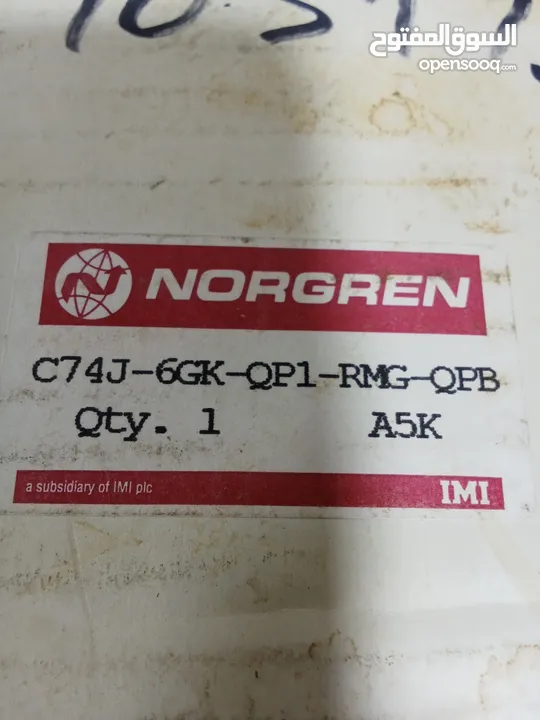 السوق المفتوح
opensooq.com
NORGREN
C74J-6GK-QP1-RMG-QPB
Qty. 1 A5K
a subsidiary of IMI plc IMI